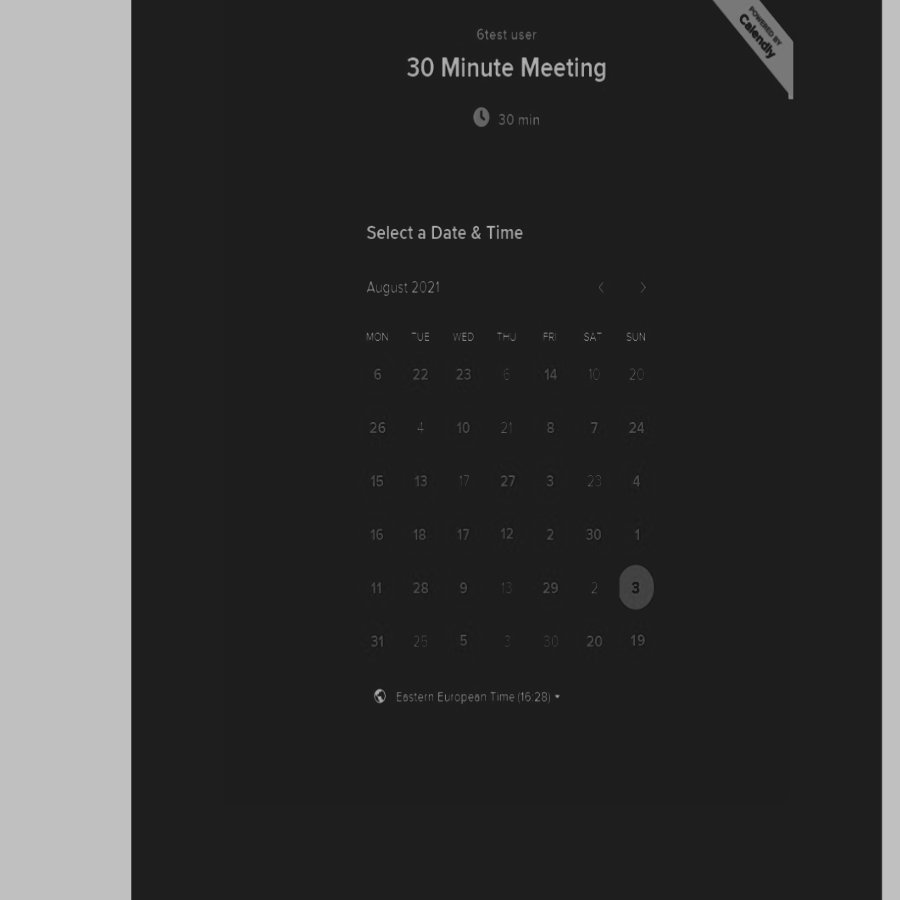 POWERED BY
Calendly
6test user
30 Minute Meeting
30 min
Select a Date & Time
August 2021
MON TUE WED THU FRI SAT SUN
6 22 23 6 14 10 20
26 4 10 21 8 7 24
15 13 17 27 3 23 4
16 18 17 12 2 30 1
11 28 9 13 29 2 3
31 25 5 3 30 20 19
Eastern European Time (16:28)